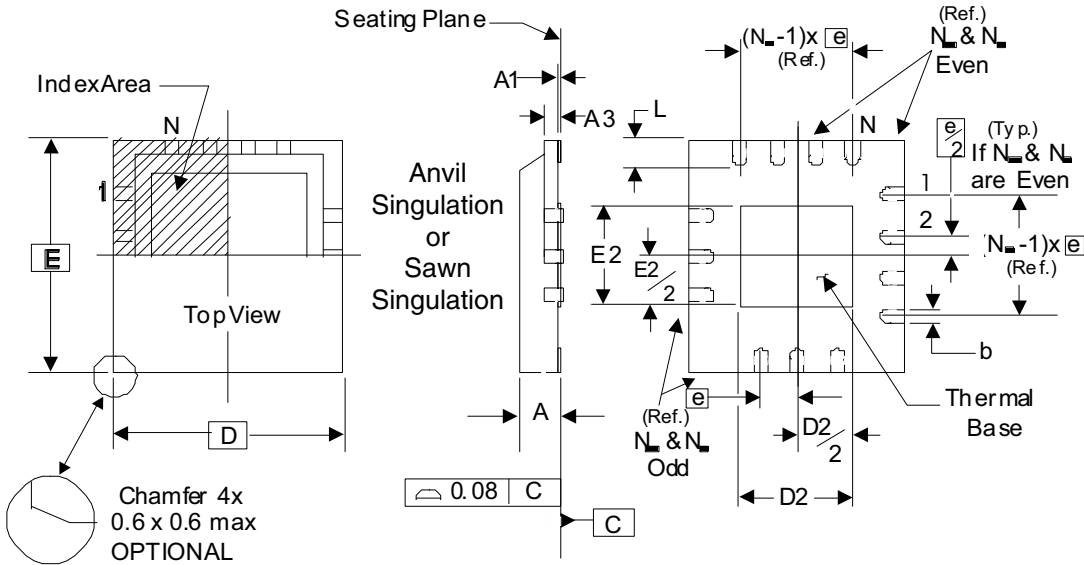 Seating Plane
(Ref.)
(N -1)x e
(Ref.)
N & N
Even
A1
IndexArea
A3
L
N
N
e/2
(Typ.)
If N & N
are Even
1
Anvil
Singulation
or
Sawn
Singulation
1
2
E
E2
E2/2
(N -1)x e
(Ref.)
TopView
b
e
(Ref.)
N & N
Odd
A
D2/2
Thermal
Base
D
D2
0.08 C
C
Chamfer 4x
0.6 x 0.6 max
OPTIONAL